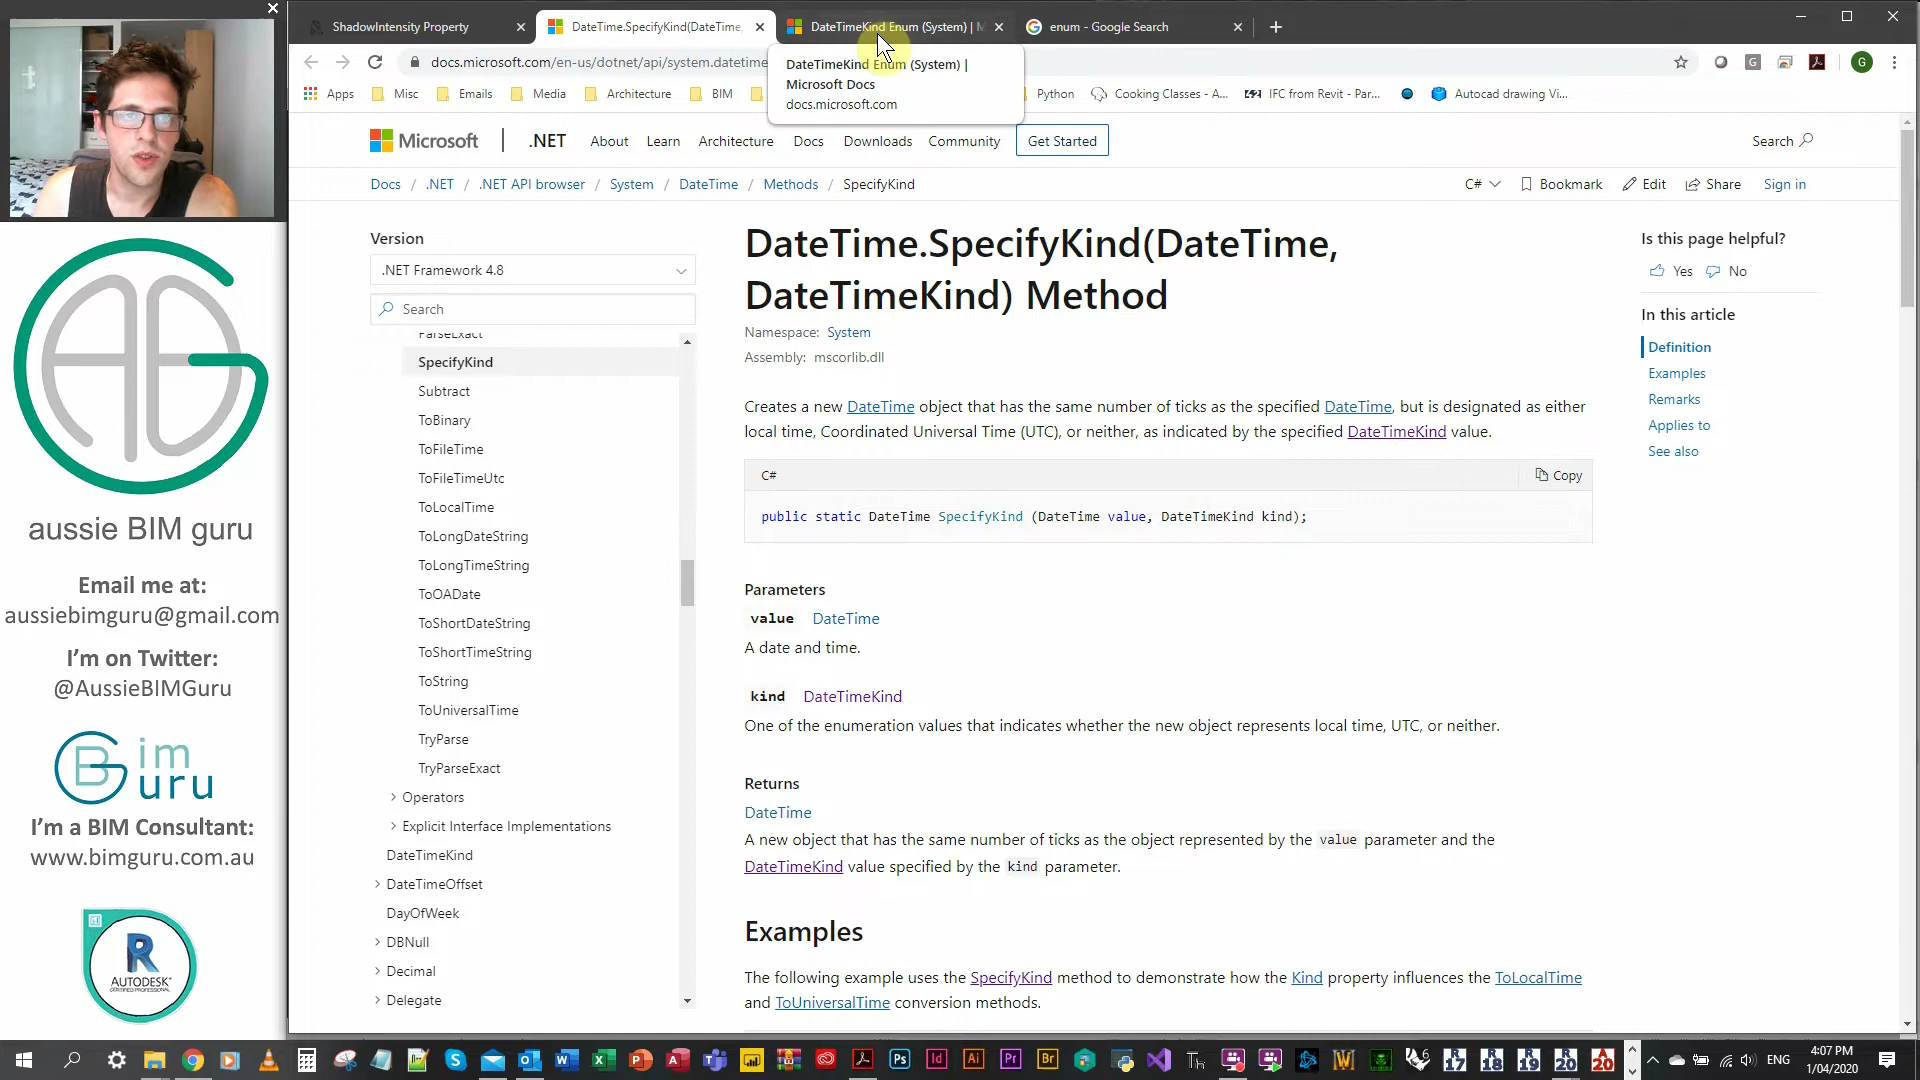 ShadowIntensity Property
DateTime.SpecifyKind(DateTime,
DateTimeKind Enum (System) | M
enum - Google Search
docs.microsoft.com/en-us/dotnet/api/system.datetime
DateTimeKind Enum (System) |
Microsoft Docs
docs.microsoft.com
Apps
Misc
Emails
Media
Architecture
BIM
Python
Cooking Classes - A...
IFC from Revit - Par...
Autocad drawing Vi...
Microsoft
.NET
About
Learn
Architecture
Docs
Downloads
Community
Get Started
Search
Docs / .NET / .NET API browser / System / DateTime / Methods / SpecifyKind
C#
Bookmark
Edit
Share
Sign in
Version
.NET Framework 4.8
Search
ParseExact
SpecifyKind
Subtract
ToBinary
ToFileTime
ToFileTimeUtc
ToLocalTime
ToLongDateString
ToLongTimeString
ToOADate
ToShortDateString
ToShortTimeString
ToString
ToUniversalTime
TryParse
TryParseExact
Operators
Explicit Interface Implementations
DateTimeKind
DateTimeOffset
DayOfWeek
DBNull
Decimal
Delegate
DateTime.SpecifyKind(DateTime,
DateTimeKind) Method
Namespace: System
Assembly: mscorlib.dll
Creates a new DateTime object that has the same number of ticks as the specified DateTime, but is designated as either
local time, Coordinated Universal Time (UTC), or neither, as indicated by the specified DateTimeKind value.
C#
Copy
public static DateTime SpecifyKind (DateTime value, DateTimeKind kind);
Parameters
value DateTime
A date and time.
kind DateTimeKind
One of the enumeration values that indicates whether the new object represents local time, UTC, or neither.
Returns
DateTime
A new object that has the same number of ticks as the object represented by the value parameter and the
DateTimeKind value specified by the kind parameter.
Examples
The following example uses the SpecifyKind method to demonstrate how the Kind property influences the ToLocalTime
and ToUniversalTime conversion methods.
Is this page helpful?
Yes
No
In this article
Definition
Examples
Remarks
Applies to
See also
aussie BIM guru
Email me at:
aussiebimguru@gmail.com
I'm on Twitter:
@AussieBIMGuru
Bim
Guru
I'm a BIM Consultant:
www.bimguru.com.au
R
AUTODESK
CERTIFIED PROFESSIONAL
ENG
4:07 PM
1/04/2020